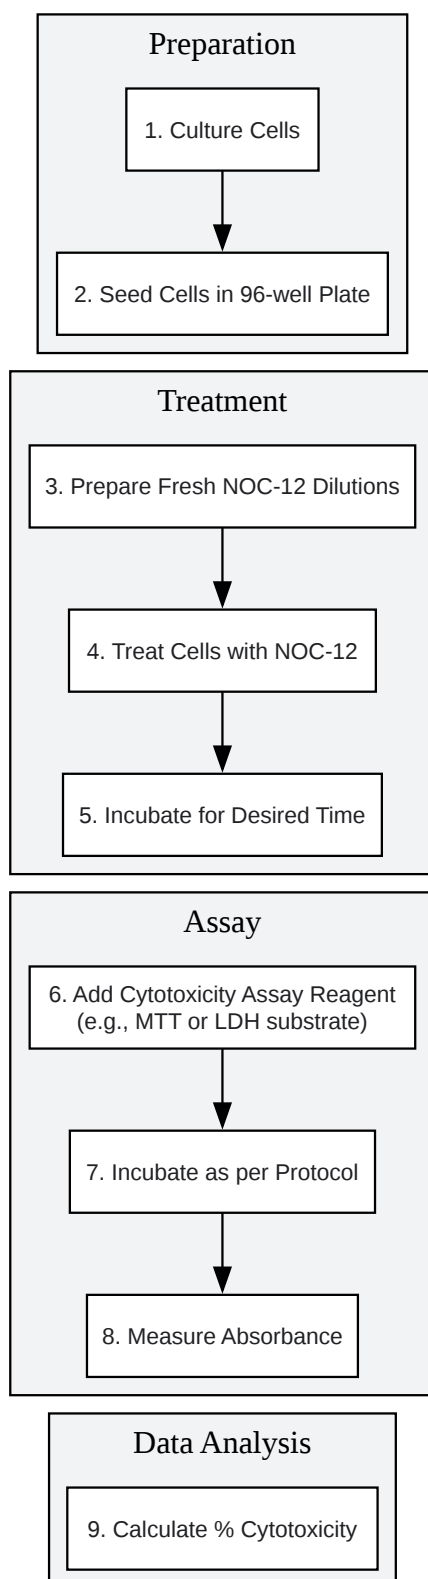 Preparation
1. Culture Cells
2. Seed Cells in 96-well Plate
Treatment
3. Prepare Fresh NOC-12 Dilutions
4. Treat Cells with NOC-12
5. Incubate for Desired Time
Assay
6. Add Cytotoxicity Assay Reagent
(e.g., MTT or LDH substrate)
7. Incubate as per Protocol
8. Measure Absorbance
Data Analysis
9. Calculate % Cytotoxicity